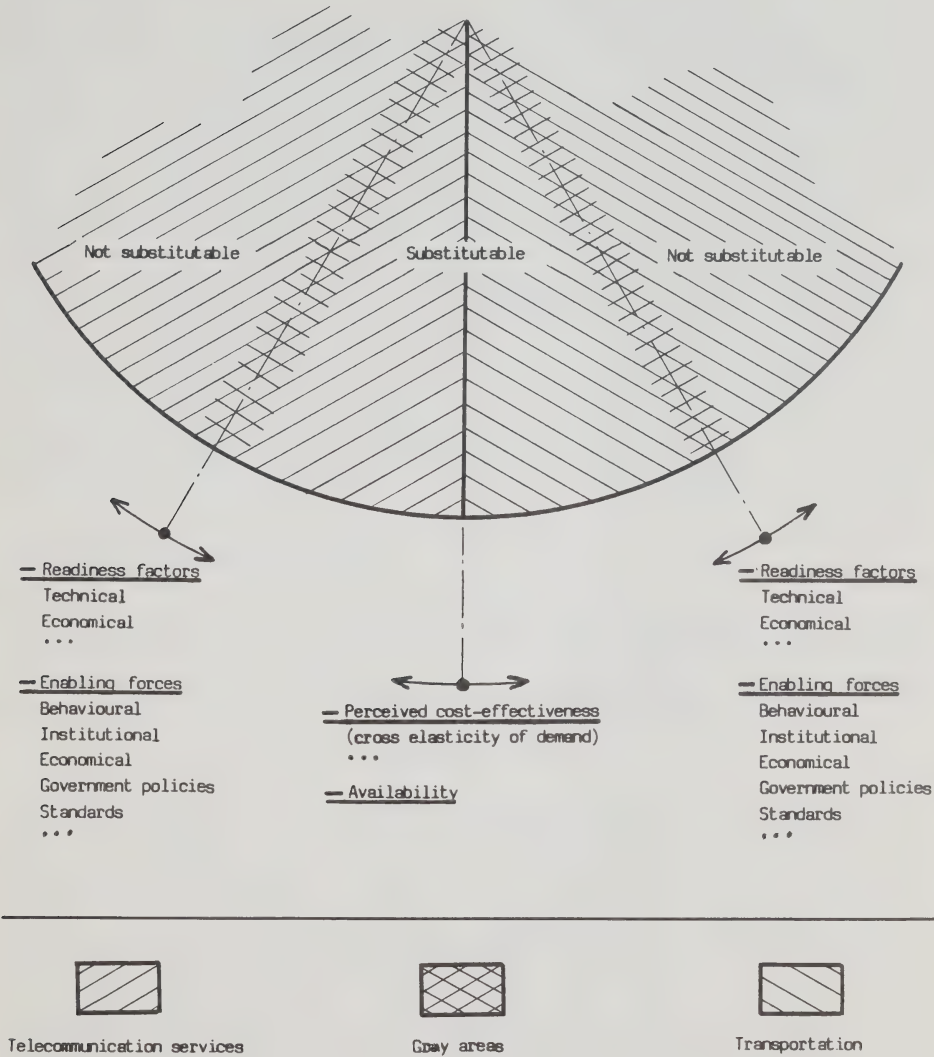 Not substitutable
Substitutable
Not substitutable
— Readiness factors
Technical
Economical
...
— Enabling forces
Behavioural
Institutional
Economical
Government policies
Standards
...
— Perceived cost-effectiveness
(cross elasticity of demand)
...
— Availability
— Readiness factors
Technical
Economical
...
— Enabling forces
Behavioural
Institutional
Economical
Government policies
Standards
...
Telecommunication services
Gray areas
Transportation